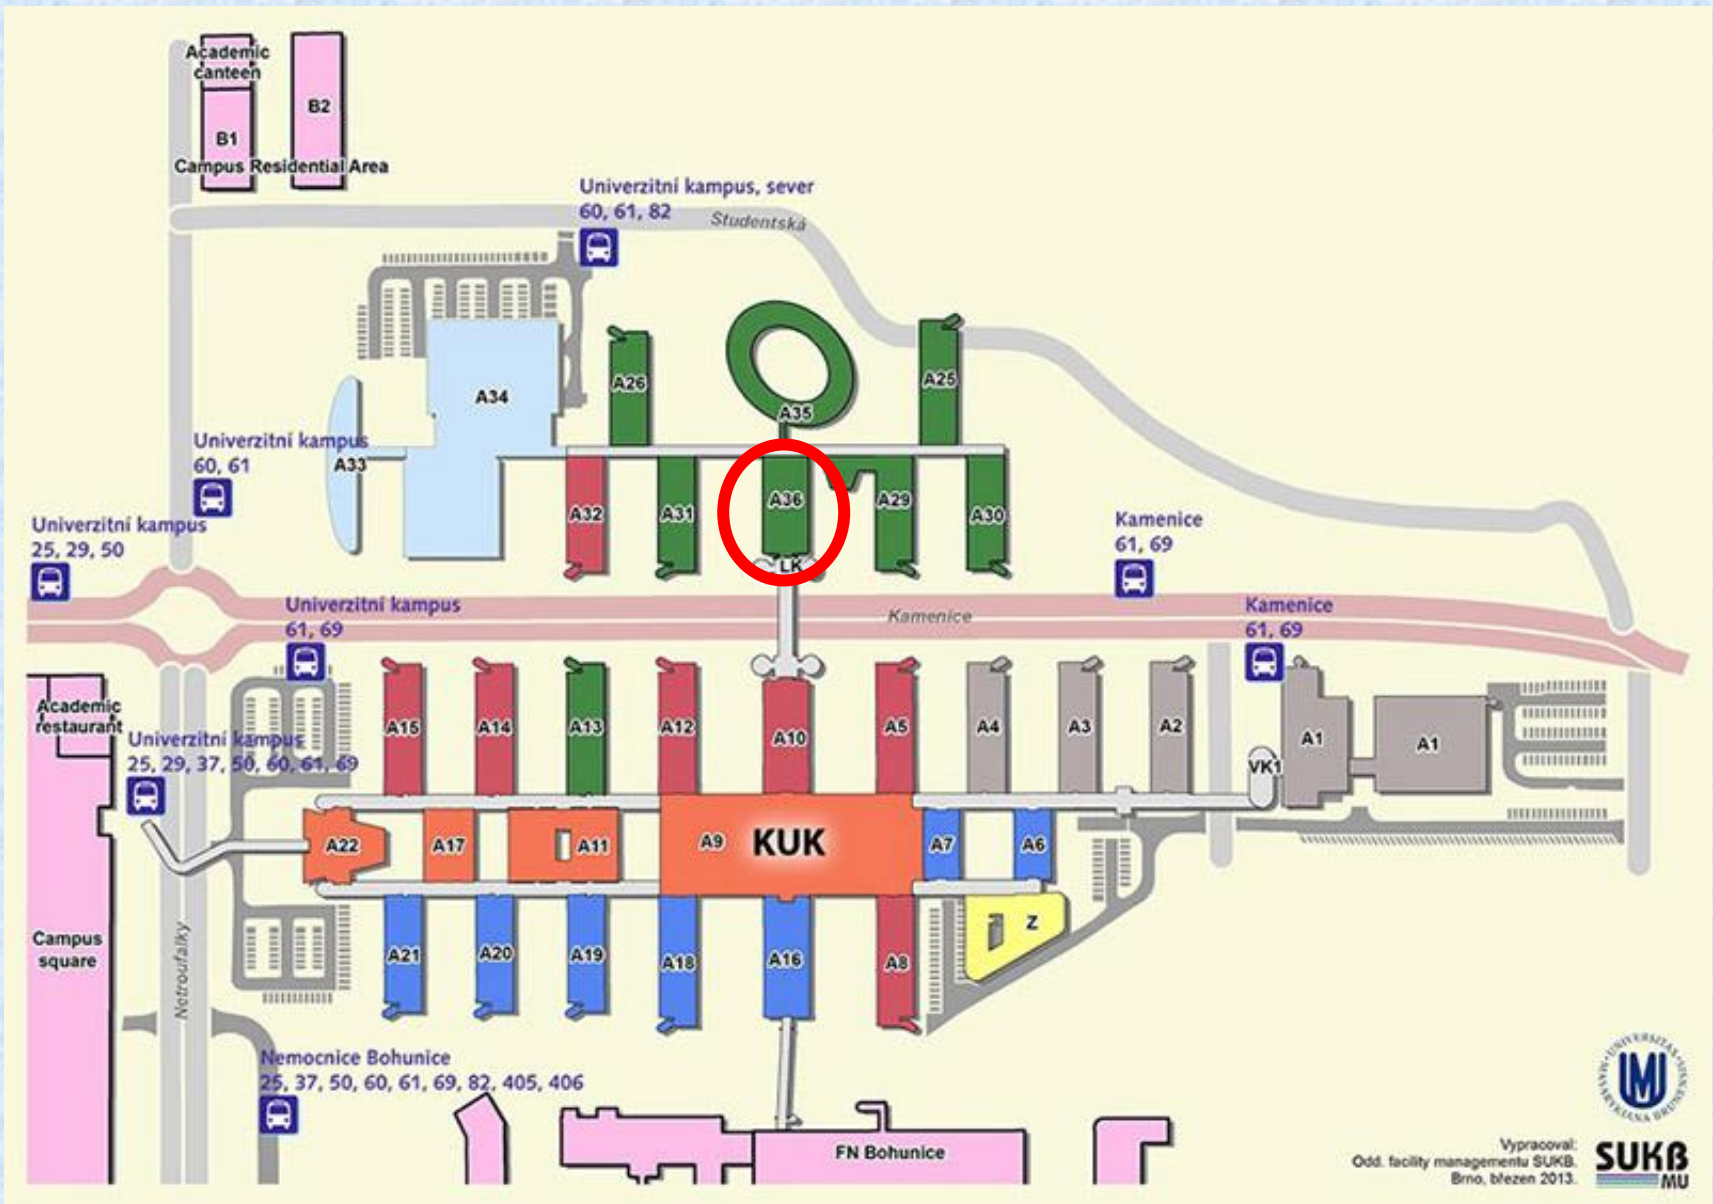 Academic
canteen
B2
B1
Campus Residential Area
Univerzitní kampus, sever
60, 61, 82
Studentská
A26
A25
A34
A35
Univerzitní kampus
60, 61
A33
A32
A31
A36
A29
A30
Univerzitní kampus
25, 29, 50
Kamenice
61, 69
LK
Univerzitní kampus
61, 69
Kamenice
Kamenice
61, 69
Academic
restaurant
A15
A14
A13
A12
A10
A5
A4
A3
A2
A1
A1
VK1
Univerzitní kampus
25, 29, 37, 50, 60, 61, 69
A22
A17
A11
A9
KUK
A7
A6
Z
Campus
square
Netroufalky
A21
A20
A19
A18
A16
A8
Nemocnice Bohunice
25, 37, 50, 60, 61, 69, 82, 405, 406
FN Bohunice
UNIVERSITAS
MASARYKIANA BRUNENSIS
MU
Vypracoval:
Odd. facility managementu SUKB.
Brno, březen 2013.
SUKB
MU